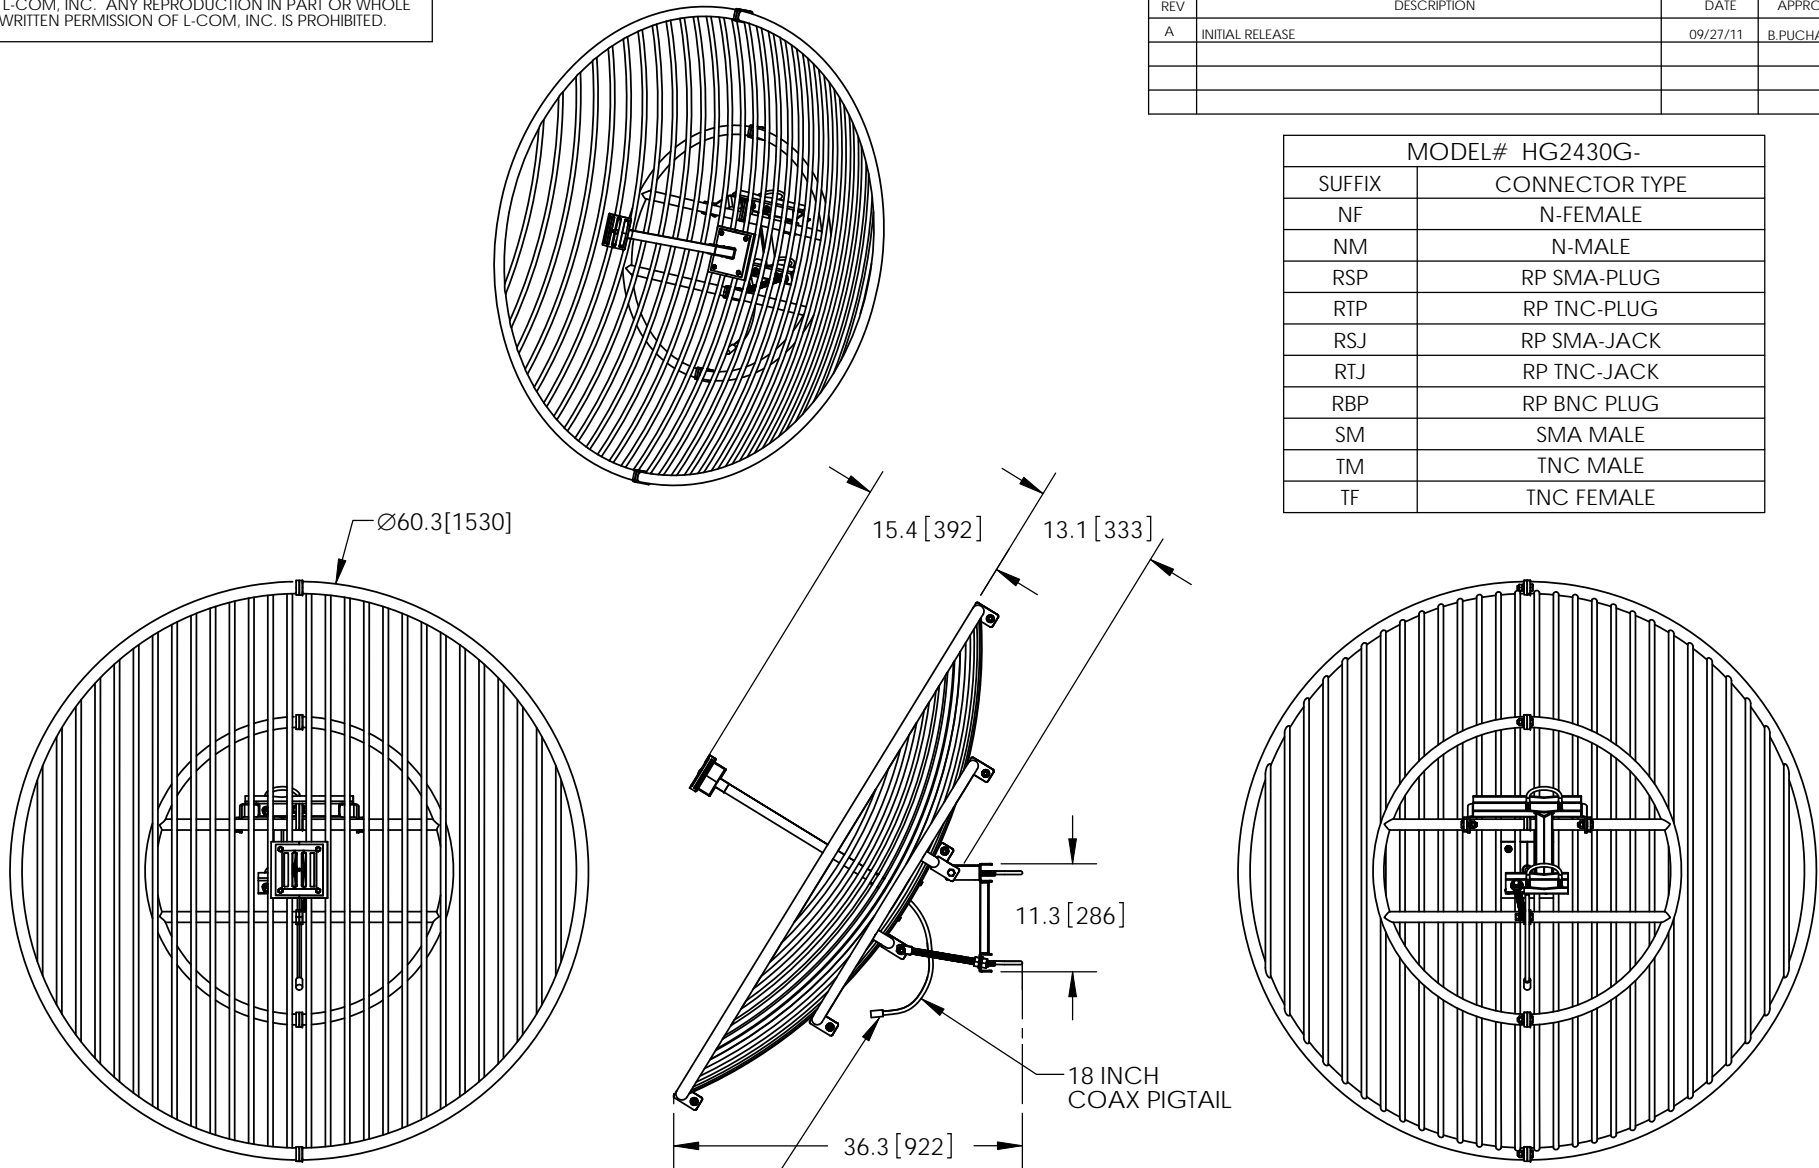 L-COM, INC. ANY REPRODUCTION IN PART OR WHOLE
WRITTEN PERMISSION OF L-COM, INC. IS PROHIBITED.
REV DESCRIPTION DATE
A INITIAL RELEASE 09/27/11
MODEL# HG2430G-
SUFFIX CONNECTOR TYPE
NF N-FEMALE
NM N-MALE
RSP RP SMA-PLUG
RTP RP TNC-PLUG
RSJ RP SMA-JACK
RTJ RP TNC-JACK
RBP RP BNC PLUG
SM SMA MALE
TM TNC MALE
TF TNC FEMALE
Ø60.3[1530]
15.4 [392]
13.1 [333]
11.3 [286]
18 INCH
COAX PIGTAIL
36.3 [922]